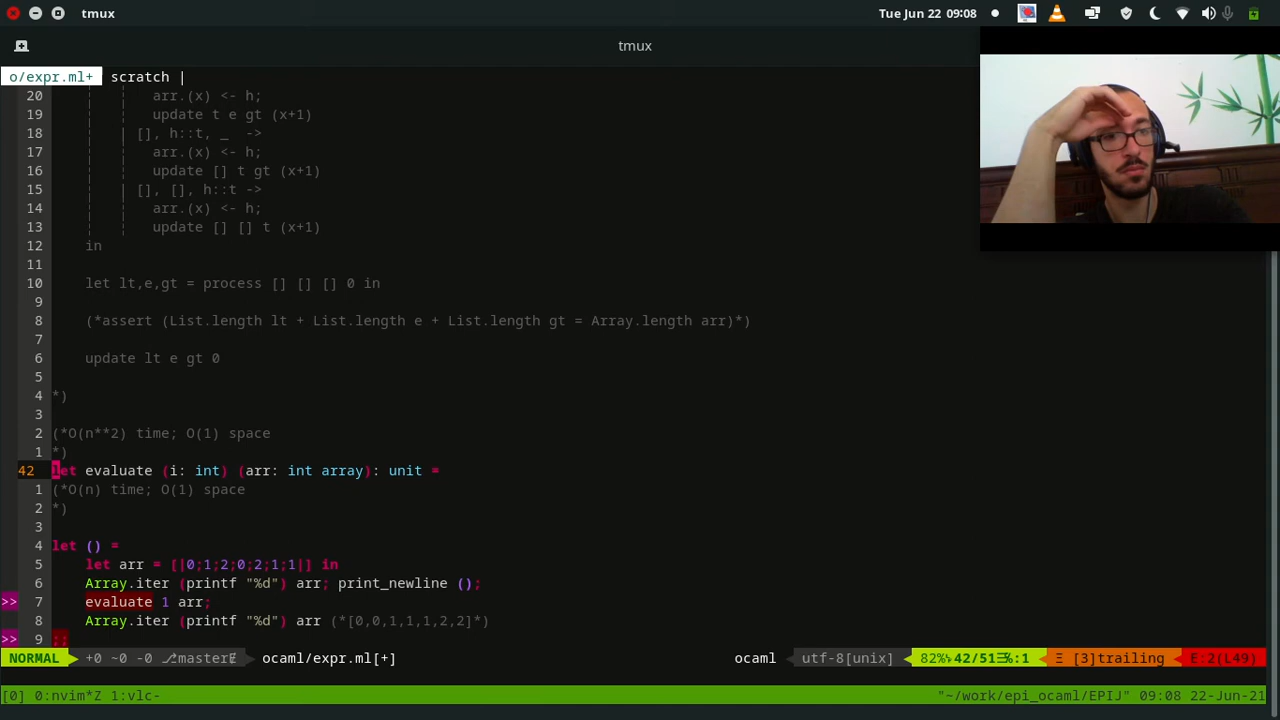 tmux
Tue Jun 22 09:08
tmux
o/expr.ml+ scratch |
20 arr.(x) <- h;
19 update t e gt (x+1)
18 | [], h::t, _ ->
17 arr.(x) <- h;
16 update [] t gt (x+1)
15 | [], [], h::t ->
14 arr.(x) <- h;
13 update [] [] t (x+1)
12 in
11
10 let lt,e,gt = process [] [] [] 0 in
9
8 (*assert (List.length lt + List.length e + List.length gt = Array.length arr)*)
7
6 update lt e gt 0
5
4 *)
3
2 (*O(n**2) time; O(1) space
1 *)
42 let evaluate (i: int) (arr: int array): unit =
1 (*O(n) time; O(1) space
2 *)
3
4 let () =
5 let arr = [|0;1;2;0;2;1;1|] in
6 Array.iter (printf "%d") arr; print_newline ();
>> 7 evaluate 1 arr;
8 Array.iter (printf "%d") arr (*[0,0,1,1,1,2,2]*)
>> 9 ;;
NORMAL +0 ~0 -0 master ocaml/expr.ml[+] ocaml utf-8[unix] 82% 42/51 :1 Ξ [3]trailing E:2(L49)
[0] 0:nvim*Z 1:vlc- "~/work/epi_ocaml/EPIJ" 09:08 22-Jun-21